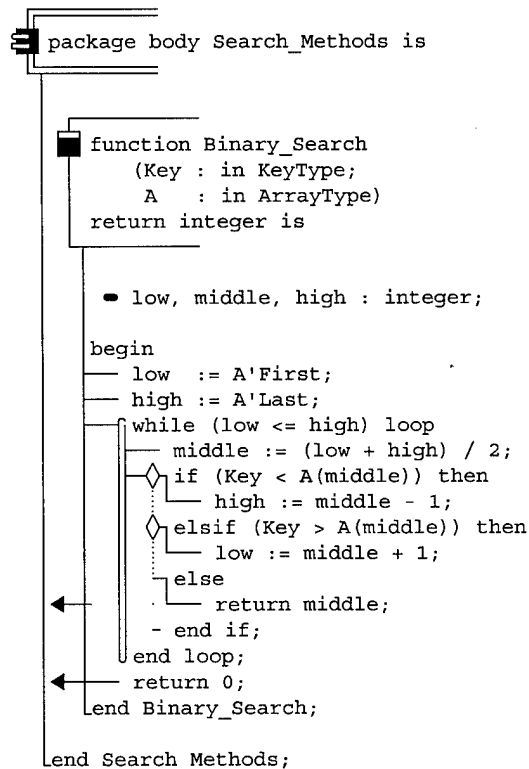 package body Search_Methods is
function Binary_Search
(Key : in KeyType;
A : in ArrayType)
return integer is
low, middle, high : integer;
begin
low := A'First;
high := A'Last;
while (low <= high) loop
middle := (low + high) / 2;
if (Key < A(middle)) then
high := middle - 1;
elsif (Key > A(middle)) then
low := middle + 1;
else
return middle;
end if;
end loop;
return 0;
end Binary_Search;
end Search Methods;